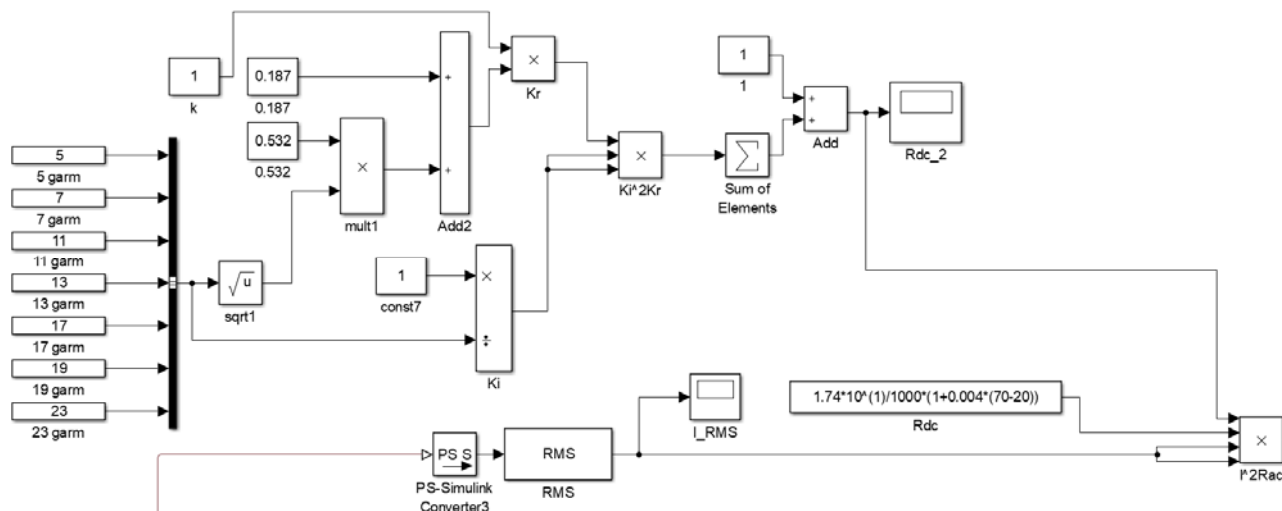 1
k
0.187
0.187
0.532
0.532
×
mult1
+
+
Add2
×
Kr
×
Ki^2Kr
1
1
Sum of
Elements
+
+
Add
Rdc_2
5
5 garm
7
7 garm
11
11 garm
13
13 garm
17
17 garm
19
19 garm
23
23 garm
√u
sqrt1
1
const7
×
÷
Ki
I_RMS
1.74*10^(1)/1000*(1+0.004*(70-20))
Rdc
PS S
PS-Simulink
Converter3
RMS
RMS
×
I^2Rac